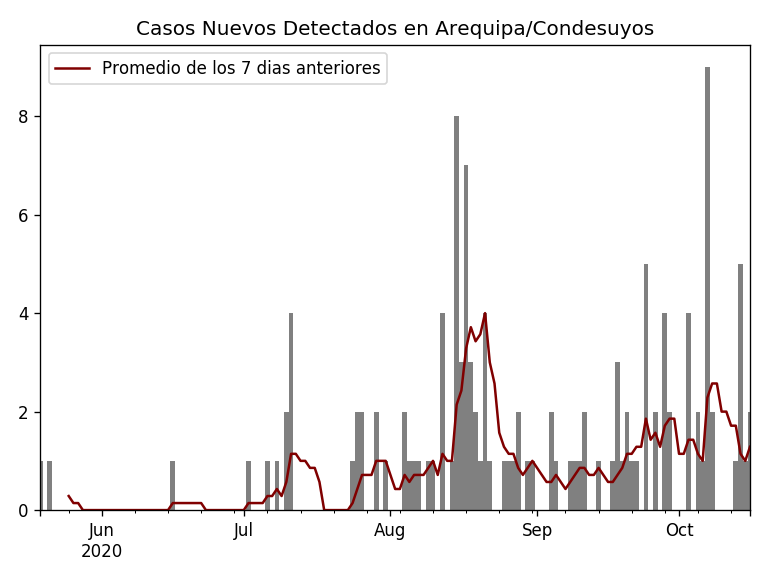 Casos Nuevos Detectados en Arequipa/Condesuyos
Promedio de los 7 dias anteriores
8
6
4
2
0
Jun
2020
Jul
Aug
Sep
Oct